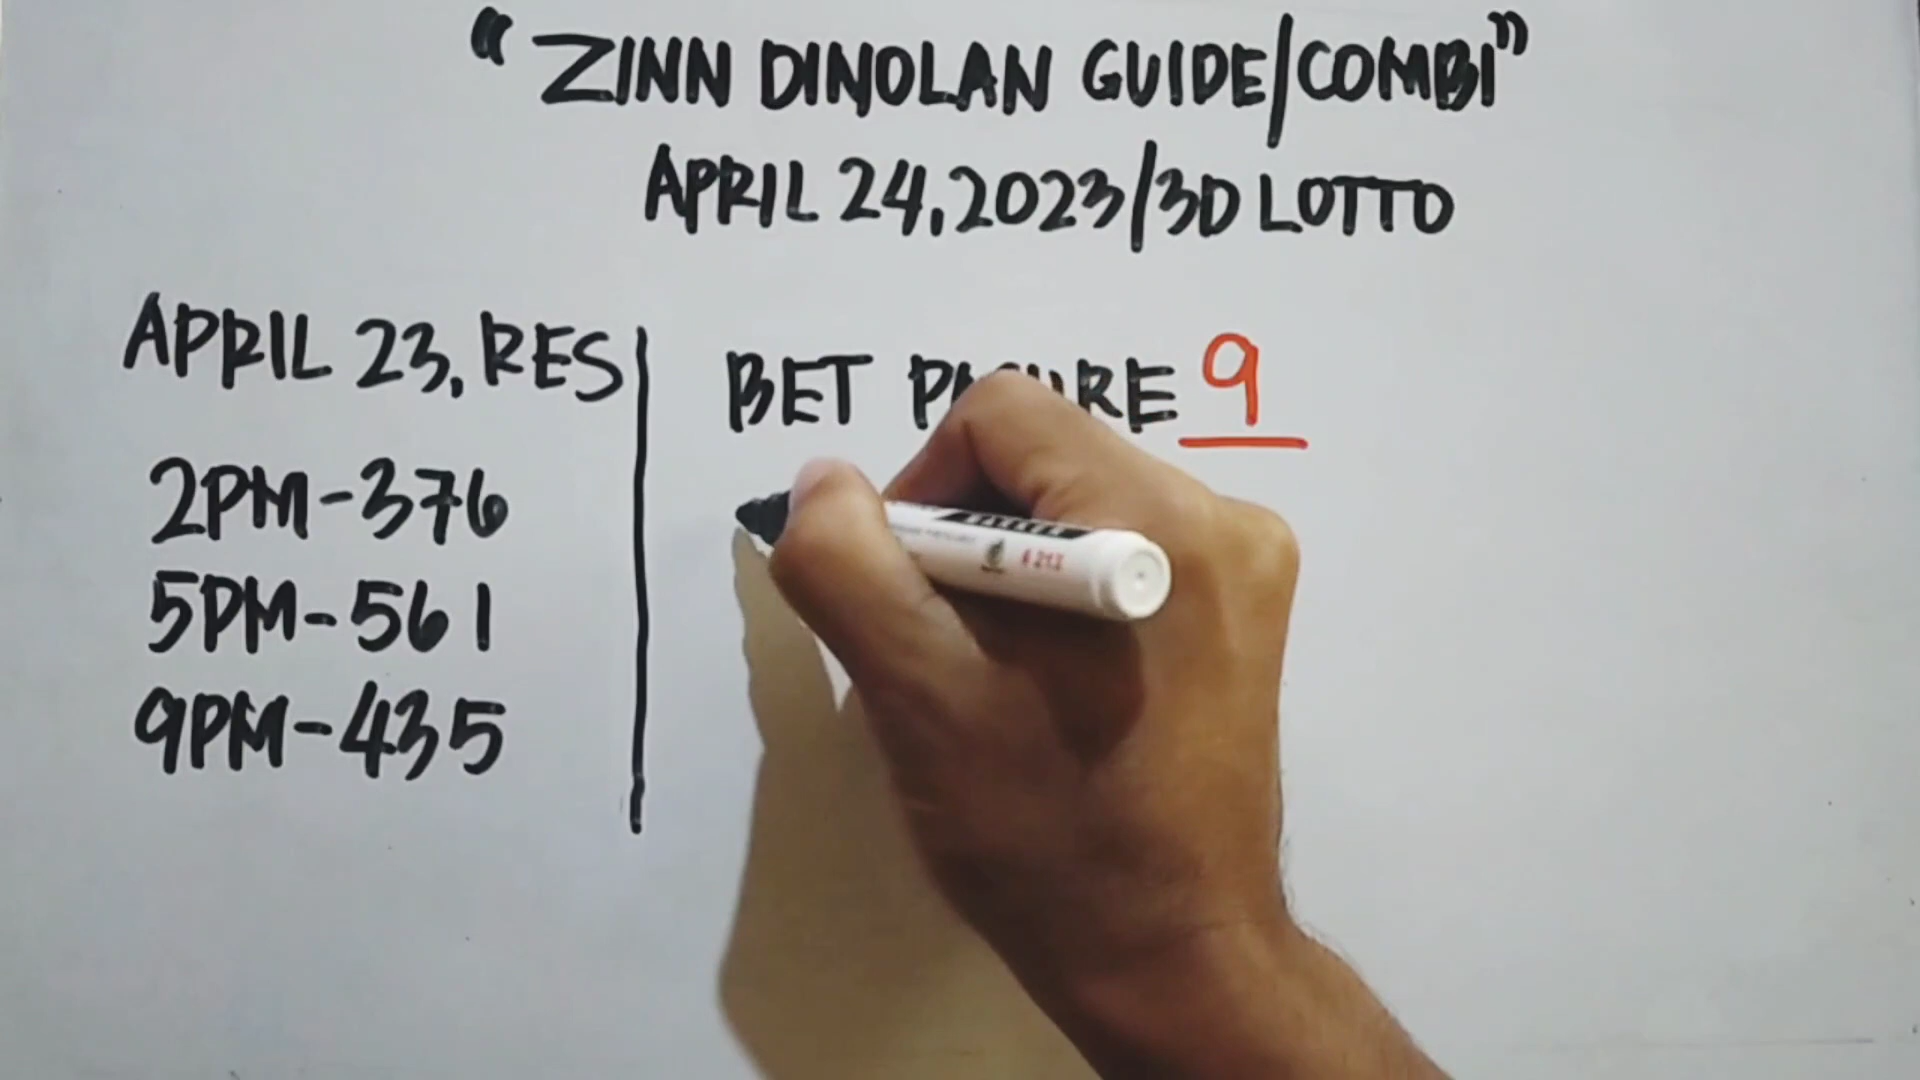 "ZINN DINOLAN GUIDE/COMBI"
APRIL 24, 2023/3D LOTTO
APRIL 23, RES
2PM-376
5PM-561
9PM-435
BET 9